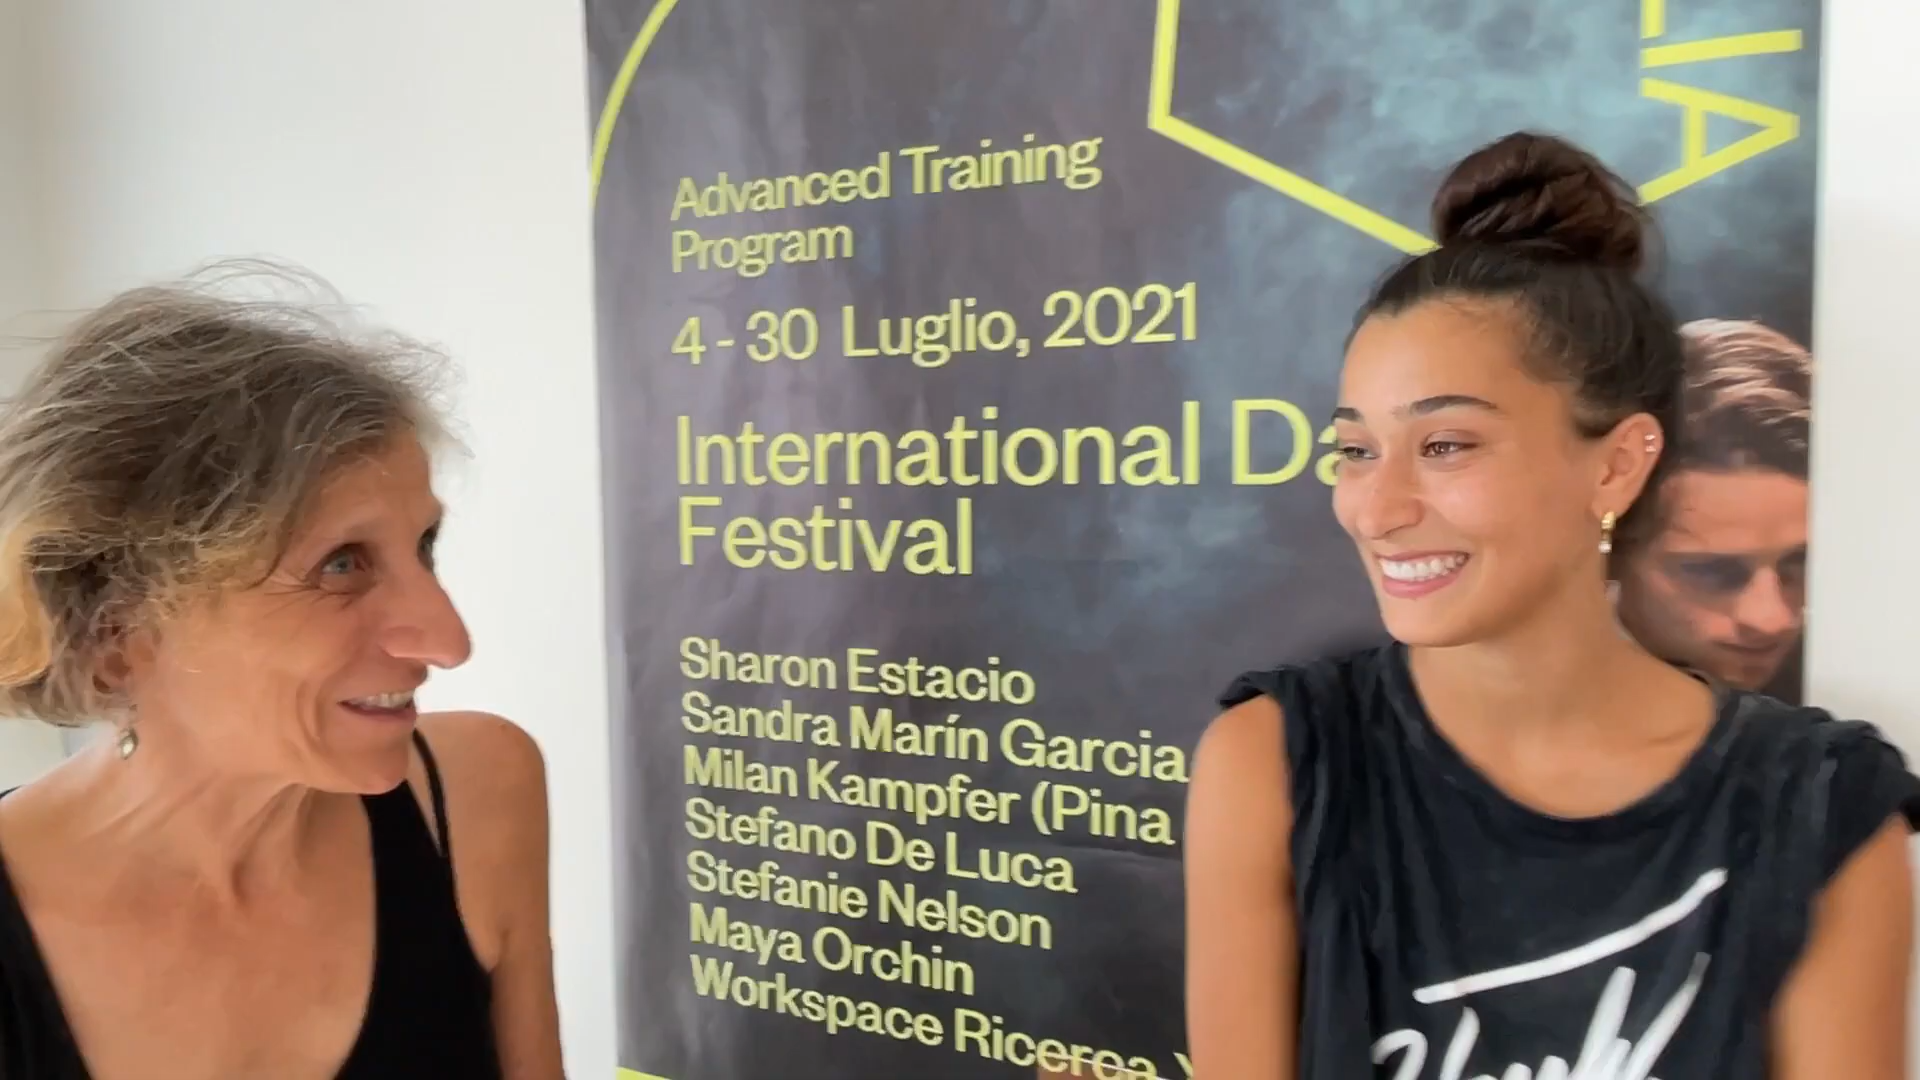 LIA
Advanced Training
Program
4 - 30 Luglio, 2021
International Da
Festival
Sharon Estacio
Sandra Marín Garcia
Milan Kampfer (Pina
Stefano De Luca
Stefanie Nelson
Maya Orchin
Workspace Ricerca X